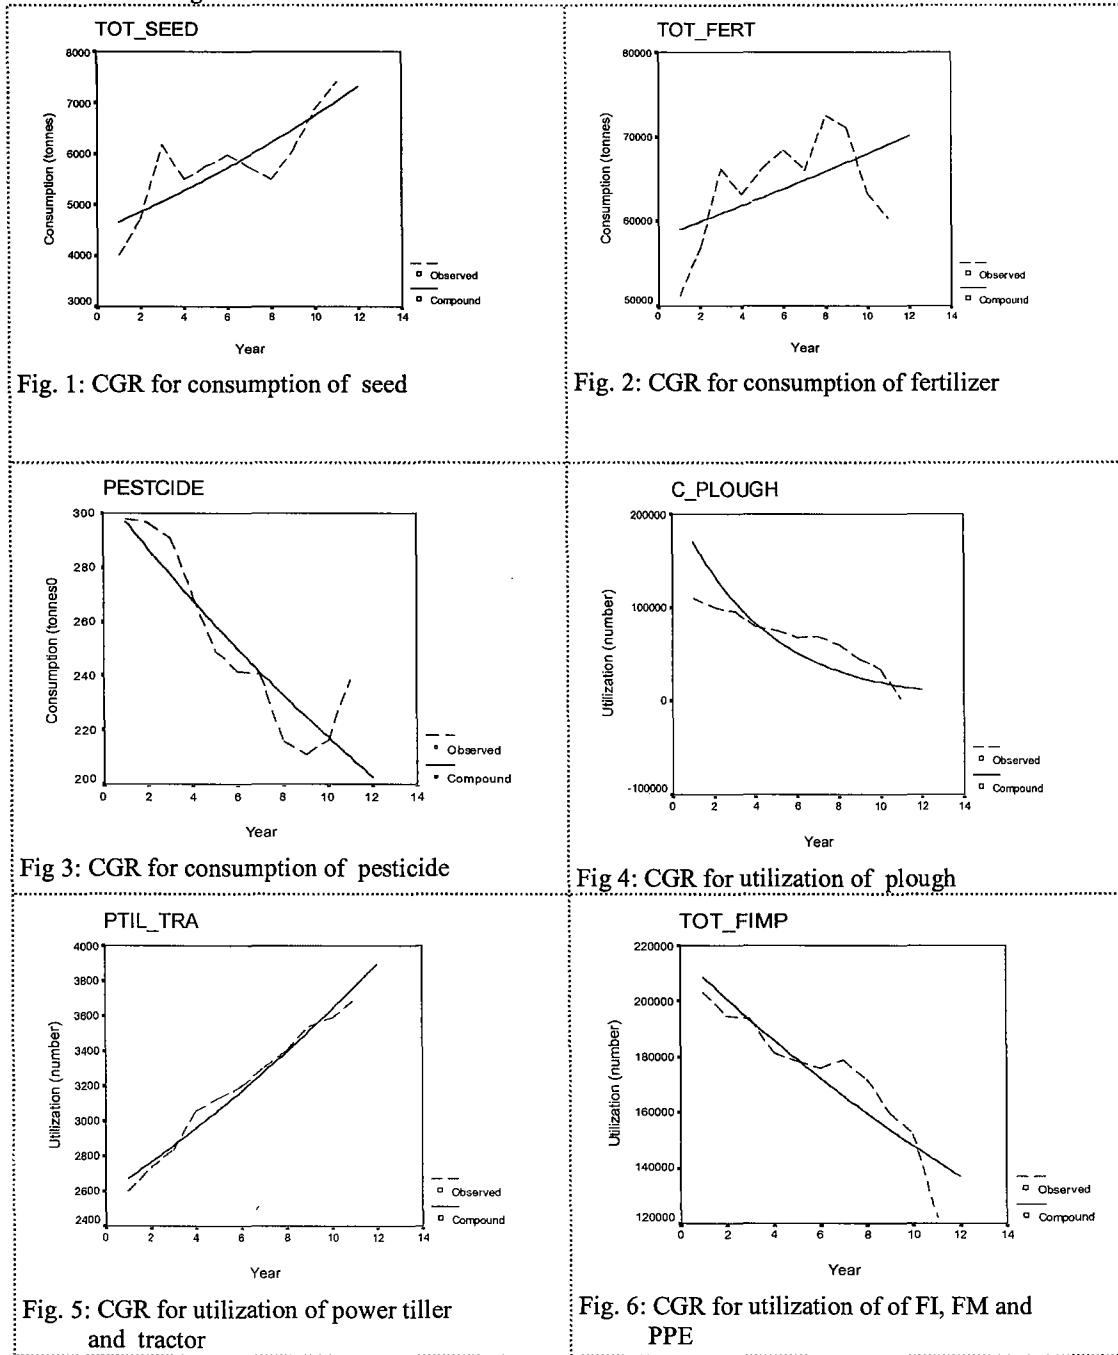 TOT_SEED
8000
7000
6000
5000
4000
3000
Consumption (tonnes)
0 2 4 6 8 10 12 14
Year
Observed
Compound
Fig. 1: CGR for consumption of seed
TOT_FERT
80000
70000
60000
50000
Consumption (tonnes)
0 2 4 6 8 10 12 14
Year
Observed
Compound
Fig. 2: CGR for consumption of fertilizer
PESTCIDE
300
280
260
240
220
200
Consumption (tonnes0
0 2 4 6 8 10 12 14
Year
Observed
Compound
Fig 3: CGR for consumption of pesticide
C_PLOUGH
200000
100000
0
-100000
Utilization (number)
0 2 4 6 8 10 12 14
Year
Observed
Compound
Fig 4: CGR for utilization of plough
PTIL_TRA
4000
3800
3600
3400
3200
3000
2800
2600
2400
Utilization (number)
0 2 4 6 8 10 12 14
Year
Observed
Compound
Fig. 5: CGR for utilization of power tiller
and tractor
TOT_FIMP
220000
200000
180000
160000
140000
120000
Utilization (number)
0 2 4 6 8 10 12 14
Year
Observed
Compound
Fig. 6: CGR for utilization of of FI, FM and
PPE